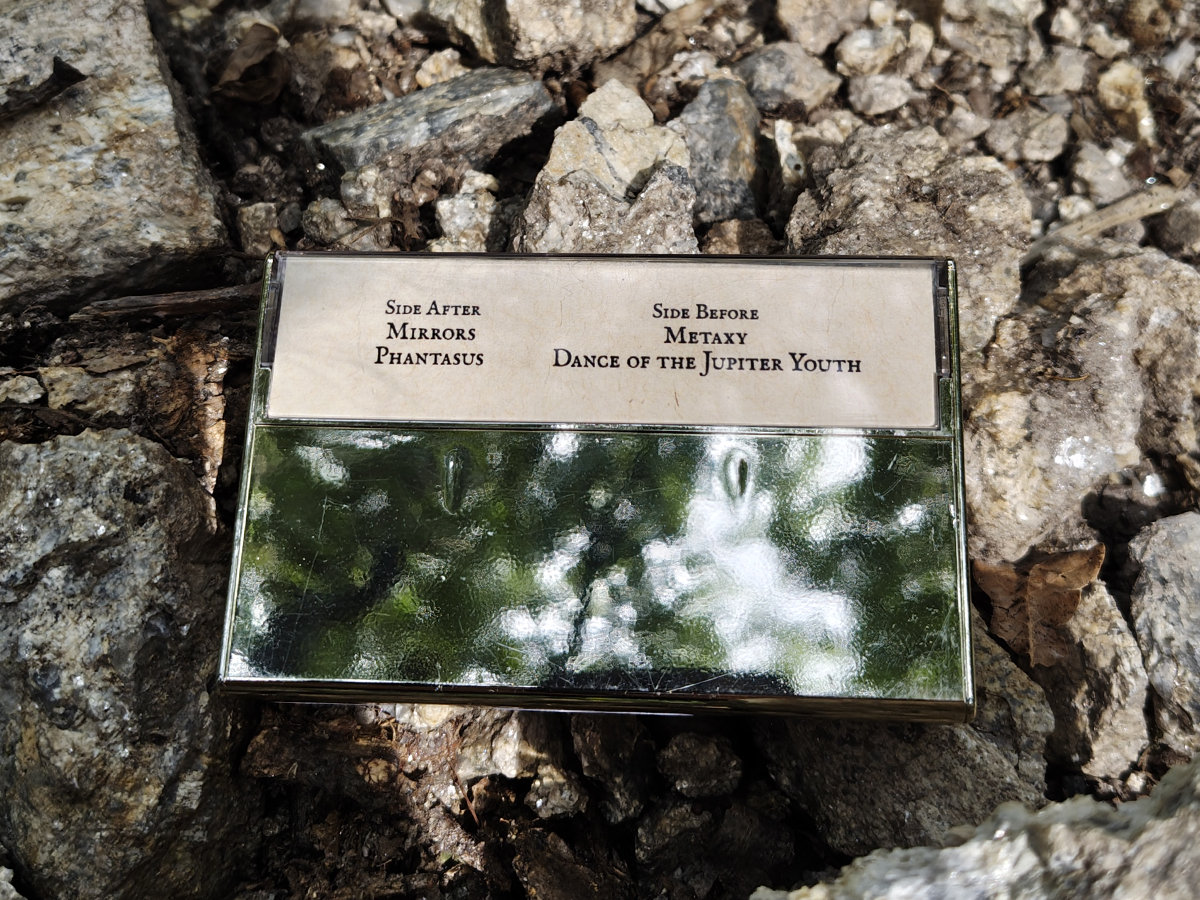 Side After
Mirrors
Phantasus
Side Before
Metaxy
Dance of the Jupiter Youth